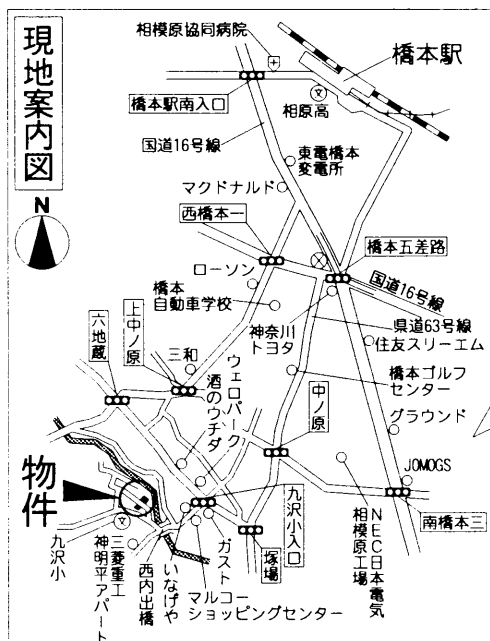 現地案内図
N
相模原協同病院
橋本駅
橋本駅南入口
文
相原高
国道16号線
東電橋本
変電所
マクドナルド
西橋本一
橋本五差路
ローソン
国道16号線
橋本
自動車学校
神奈川
トヨタ
県道63号線
住友スリーエム
上中ノ原
六地蔵
三和
ウェロパーク
酒のウチダ
橋本ゴルフ
センター
中ノ原
グラウンド
JOMOGS
物件
九沢小入口
南橋本三
NEC日本電気
相模原工場
塚場
文
九沢小
三菱重工
神明平アパート
西内出橋
いなげや
ガスト
マルコー
ショッピングセンター